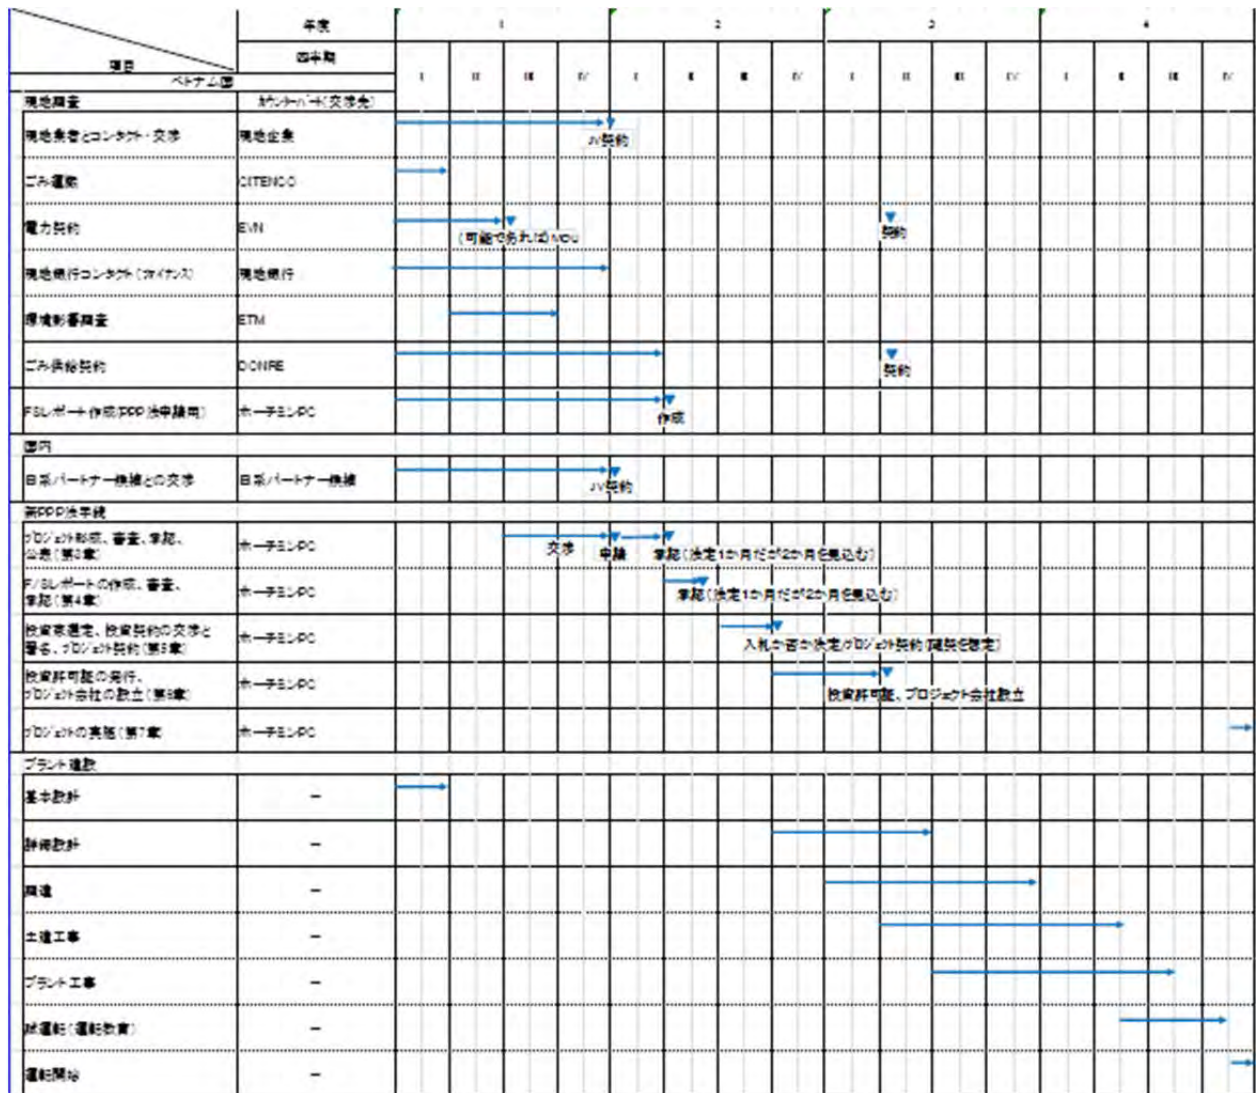 年度
1
2
3
4
項目
四半期
I
II
III
IV
I
II
III
IV
I
II
III
IV
I
II
III
IV
ベトナム国
現地調査
カウンターパート(交渉先)
現地業者とコンタクト・交渉
現地企業
JV契約
ごみ運搬
CITENCO
電力契約
EVN
(可能であれば)MOU
契約
現地銀行コンタクト(ファイナンス)
現地銀行
環境影響調査
ETM
ごみ供給契約
DONRE
契約
FSレポート作成(PPP法申請用)
ホーチミンPC
作成
国内
日系パートナー候補との交渉
日系パートナー候補
JV契約
新PPP法手続
プロジェクト形成、審査、承認、
公表(第2章)
ホーチミンPC
交渉
申請
承認(法定1か月だが2か月を見込む)
F/Sレポートの作成、審査、
承認(第4章)
ホーチミンPC
承認(法定1か月だが2か月を見込む)
投資家選定、投資契約の交渉と
署名、プロジェクト契約(第5章)
ホーチミンPC
入札か否か決定/プロジェクト契約(随契を想定)
投資許可証の発行、
プロジェクト会社の設立(第6章)
ホーチミンPC
投資許可証、プロジェクト会社設立
プロジェクトの実施(第7章)
ホーチミンPC
プラント建設
基本設計
－
詳細設計
－
調達
－
土建工事
－
プラント工事
－
試運転(運転教育)
－
運転開始
－